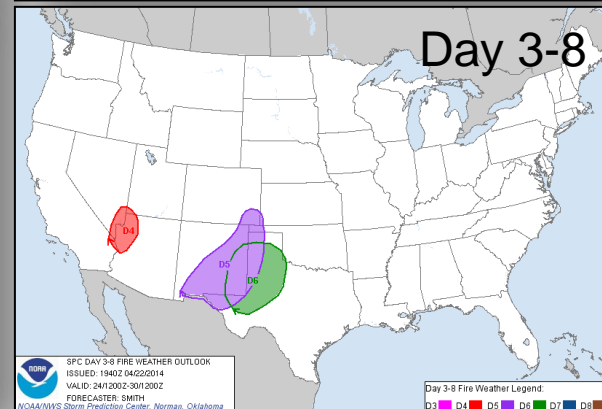 Day 3-8
D4
D5
D6
NOAA
SPC DAY 3-8 FIRE WEATHER OUTLOOK
ISSUED: 1940Z 04/22/2014
VALID: 24/1200Z-30/1200Z
FORECASTER: SMITH
NOAA/NWS Storm Prediction Center, Norman, Oklahoma
Day 3-8 Fire Weather Legend:
D3 D4 D5 D6 D7 D8